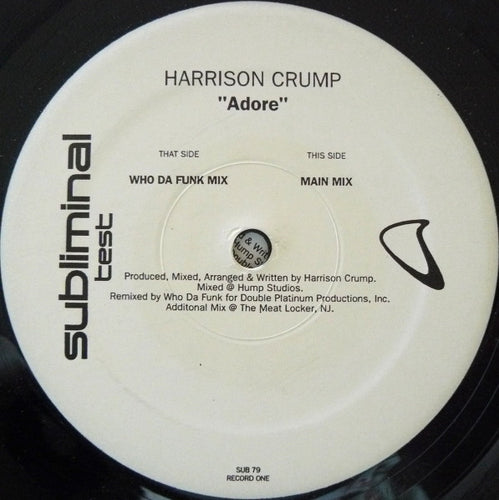 HARRISON CRUMP
"Adore"
THAT SIDE
THIS SIDE
WHO DA FUNK MIX
MAIN MIX
subliminal
test
Produced, Mixed, Arranged & Written by Harrison Crump.
Mixed @ Hump Studios.
Remixed by Who Da Funk for Double Platinum Productions, Inc.
Additonal Mix @ The Meat Locker, NJ.
SUB 79
RECORD ONE